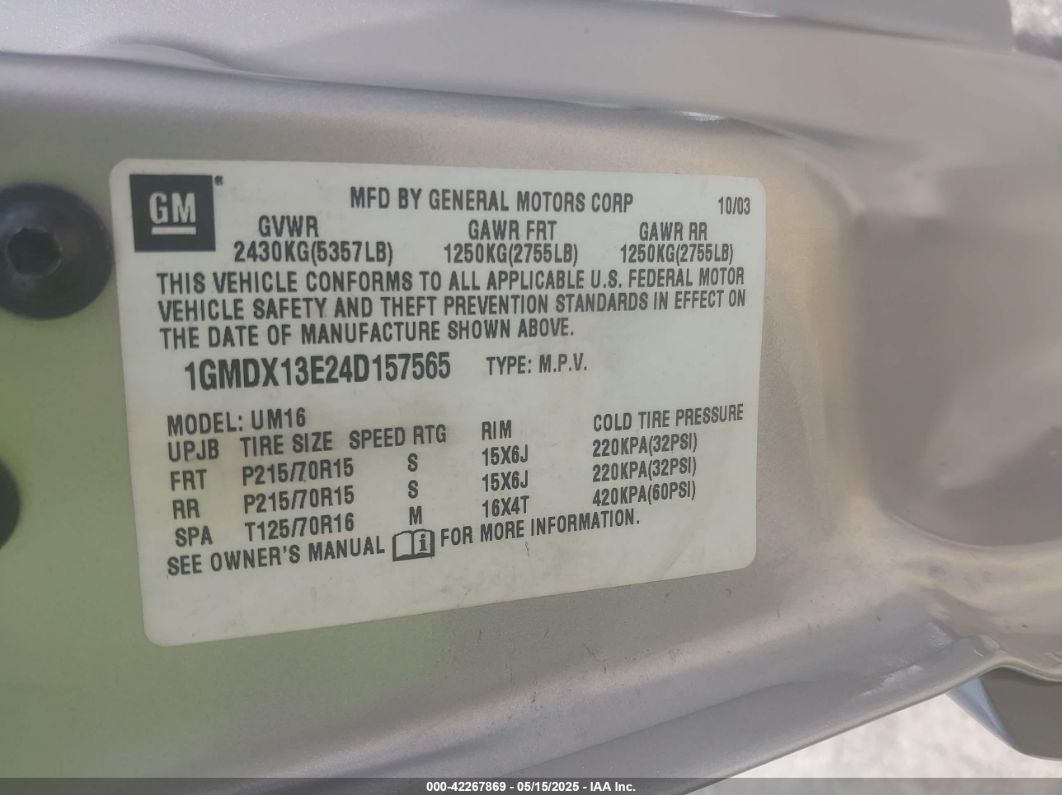 GM ®
MFD BY GENERAL MOTORS CORP 10/03
GVWR GAWR FRT GAWR RR
2430KG(5357LB) 1250KG(2755LB) 1250KG(2755LB)
THIS VEHICLE CONFORMS TO ALL APPLICABLE U.S. FEDERAL MOTOR
VEHICLE SAFETY AND THEFT PREVENTION STANDARDS IN EFFECT ON
THE DATE OF MANUFACTURE SHOWN ABOVE.
1GMDX13E24D157565 TYPE: M.P.V.
MODEL: UM16
UPJB TIRE SIZE SPEED RTG RIM COLD TIRE PRESSURE
FRT P215/70R15 S 15X6J 220KPA(32PSI)
RR P215/70R15 S 15X6J 220KPA(32PSI)
SPA T125/70R16 M 16X4T 420KPA(60PSI)
SEE OWNER'S MANUAL i FOR MORE INFORMATION.
000-42267869 - 05/15/2025 - IAA Inc.